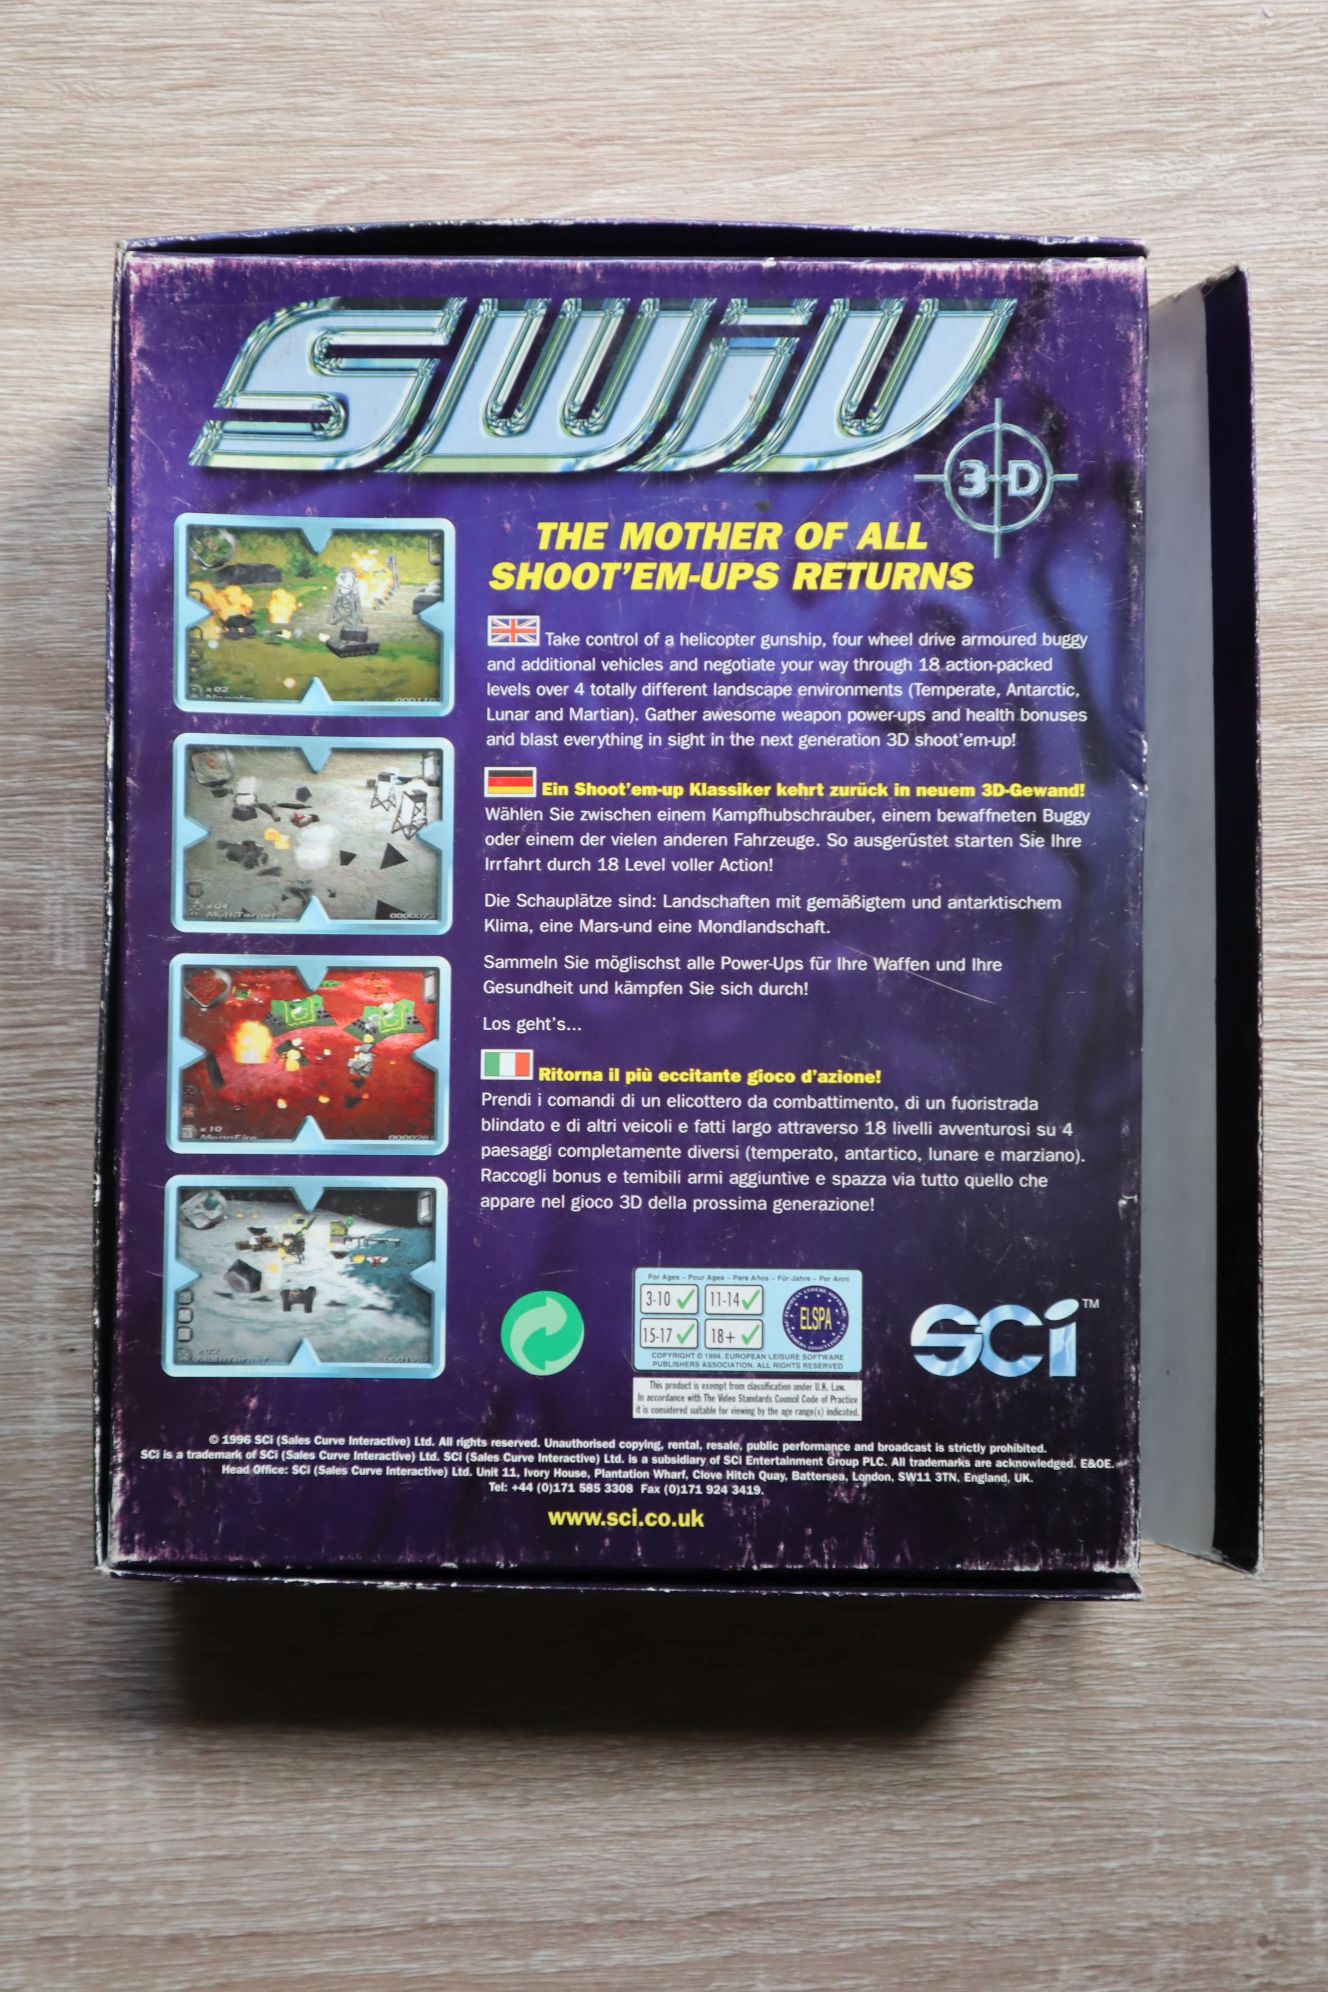 SWIV
3-D
THE MOTHER OF ALL
SHOOT'EM-UPS RETURNS
Take control of a helicopter gunship, four wheel drive armoured buggy
and additional vehicles and negotiate your way through 18 action-packed
levels over 4 totally different landscape environments (Temperate, Antarctic,
Lunar and Martian). Gather awesome weapon power-ups and health bonuses
and blast everything in sight in the next generation 3D shoot'em-up!
Ein Shoot'em-up Klassiker kehrt zurück in neuem 3D-Gewand!
Wählen Sie zwischen einem Kampfhubschrauber, einem bewaffneten Buggy
oder einem der vielen anderen Fahrzeuge. So ausgerüstet starten Sie Ihre
Irrfahrt durch 18 Level voller Action!
Die Schauplätze sind: Landschaften mit gemäßigtem und antarktischem
Klima, eine Mars-und eine Mondlandschaft.
Sammeln Sie möglischst alle Power-Ups für Ihre Waffen und Ihre
Gesundheit und kämpfen Sie sich durch!
Los geht's...
Ritorna il più eccitante gioco d'azione!
Prendi i comandi di un elicottero da combattimento, di un fuoristrada
blindato e di altri veicoli e fatti largo attraverso 18 livelli avventurosi su 4
paesaggi completamente diversi (temperato, antartico, lunare e marziano).
Raccogli bonus e temibili armi aggiuntive e spazza via tutto quello che
appare nel gioco 3D della prossima generazione!
x02
x04
MultiTarget
x10
MegaFire
For Ages - Pour Ages - Para Años - Für Jahre - Per Anni
3-10 11-14
15-17 18+
ELSPA
COPYRIGHT © 1994. EUROPEAN LEISURE SOFTWARE
PUBLISHERS ASSOCIATION. ALL RIGHTS RESERVED
This product is exempt from classification under U.K. Law.
In accordance with The Video Standards Council Code of Practice
it is considered suitable for viewing by the age range(s) indicated.
SCi™
© 1996 SCi (Sales Curve Interactive) Ltd. All rights reserved. Unauthorised copying, rental, resale, public performance and broadcast is strictly prohibited.
SCi is a trademark of SCi (Sales Curve Interactive) Ltd. SCi (Sales Curve Interactive) Ltd. is a subsidiary of SCi Entertainment Group PLC. All trademarks are acknowledged. E&OE.
Head Office: SCi (Sales Curve Interactive) Ltd. Unit 11, Ivory House, Plantation Wharf, Clove Hitch Quay, Battersea, London, SW11 3TN, England, UK.
Tel: +44 (0)171 585 3308 Fax (0)171 924 3419.
www.sci.co.uk